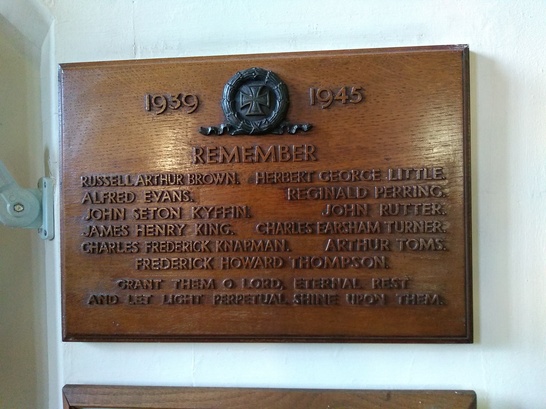 1939 1945
REMEMBER
RUSSELL ARTHUR BROWN. HERBERT GEORGE LITTLE.
ALFRED EVANS. REGINALD PERRING.
JOHN SETON KYFFIN. JOHN RUTTER.
JAMES HENRY KING. CHARLES EARSHAM TURNER.
CHARLES FREDERICK KNAPMAN. ARTHUR TOMS.
FREDERICK HOWARD THOMPSON.
GRANT THEM O LORD, ETERNAL REST
AND LET LIGHT PERPETUAL SHINE UPON THEM.